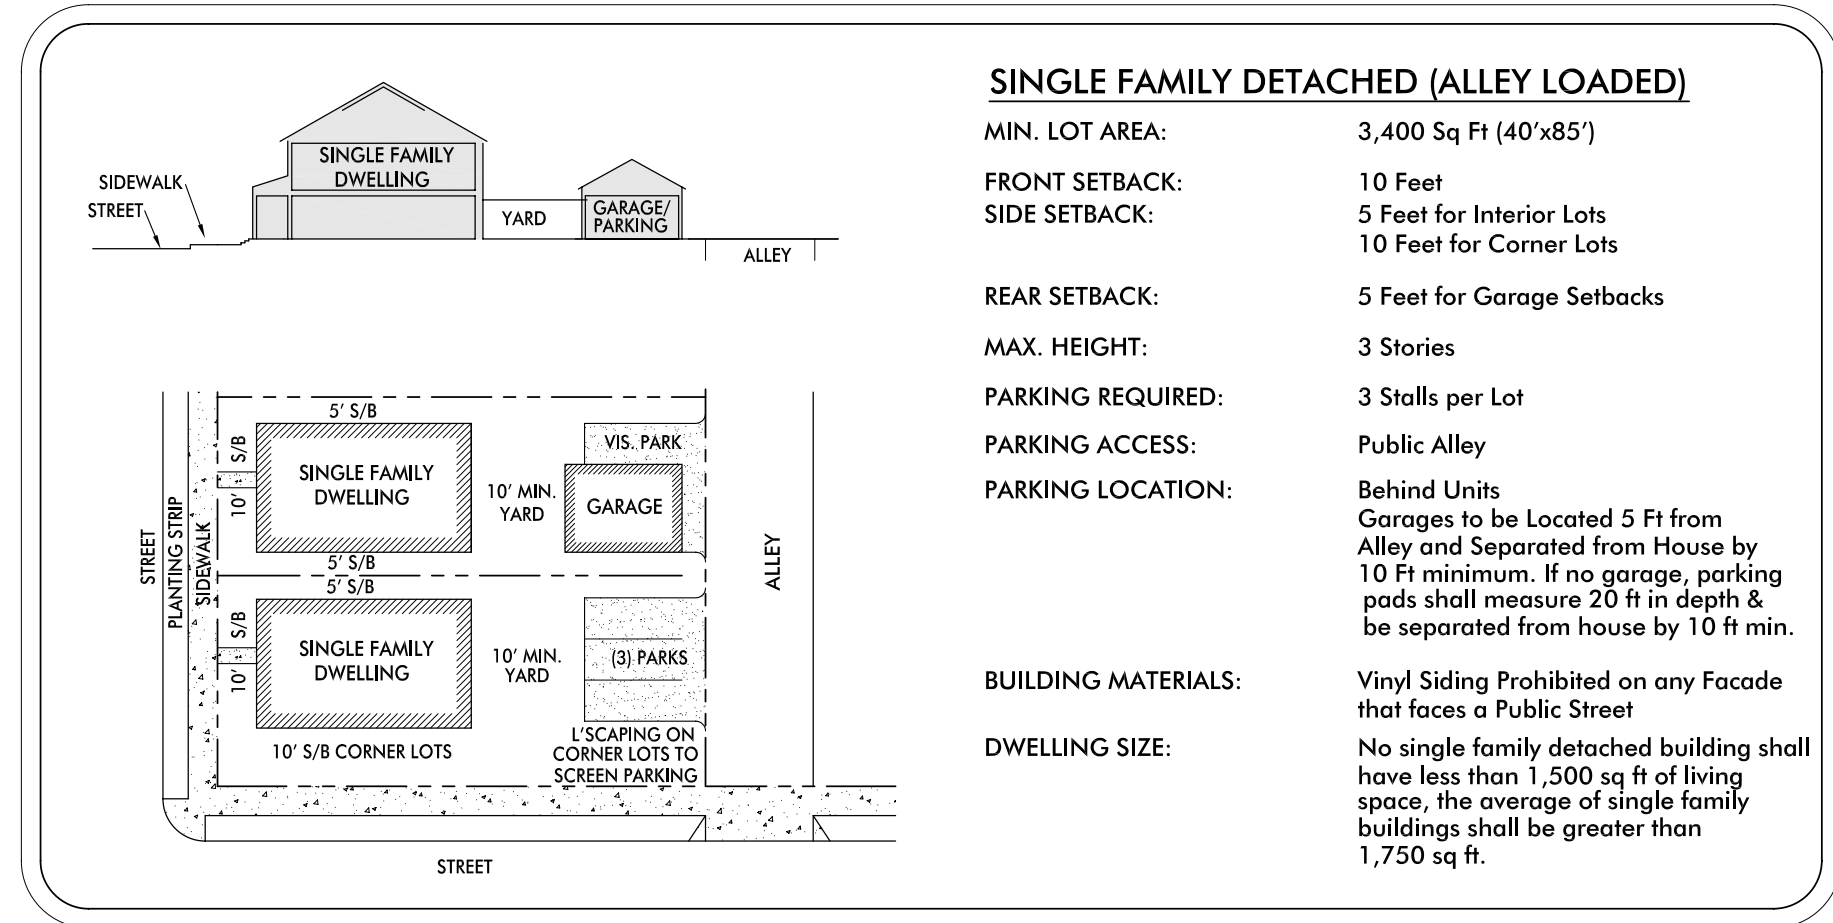 SINGLE FAMILY DETACHED (ALLEY LOADED)
MIN. LOT AREA: 3,400 Sq Ft (40'x85')
FRONT SETBACK: 10 Feet
SIDE SETBACK: 5 Feet for Interior Lots
10 Feet for Corner Lots
REAR SETBACK: 5 Feet for Garage Setbacks
MAX. HEIGHT: 3 Stories
PARKING REQUIRED: 3 Stalls per Lot
PARKING ACCESS: Public Alley
PARKING LOCATION: Behind Units
Garages to be Located 5 Ft from
Alley and Separated from House by
10 Ft minimum. If no garage, parking
pads shall measure 20 ft in depth &
be separated from house by 10 ft min.
BUILDING MATERIALS: Vinyl Siding Prohibited on any Facade
that faces a Public Street
DWELLING SIZE: No single family detached building shall
have less than 1,500 sq ft of living
space, the average of single family
buildings shall be greater than
1,750 sq ft.
SINGLE FAMILY
DWELLING
SIDEWALK
STREET
YARD
GARAGE/
PARKING
ALLEY
5' S/B
10' S/B
SINGLE FAMILY
DWELLING
10' MIN.
YARD
VIS. PARK
GARAGE
5' S/B
5' S/B
STREET
PLANTING STRIP
SIDEWALK
ALLEY
10' S/B
SINGLE FAMILY
DWELLING
10' MIN.
YARD
(3) PARKS
10' S/B CORNER LOTS
L'SCAPING ON
CORNER LOTS TO
SCREEN PARKING
STREET